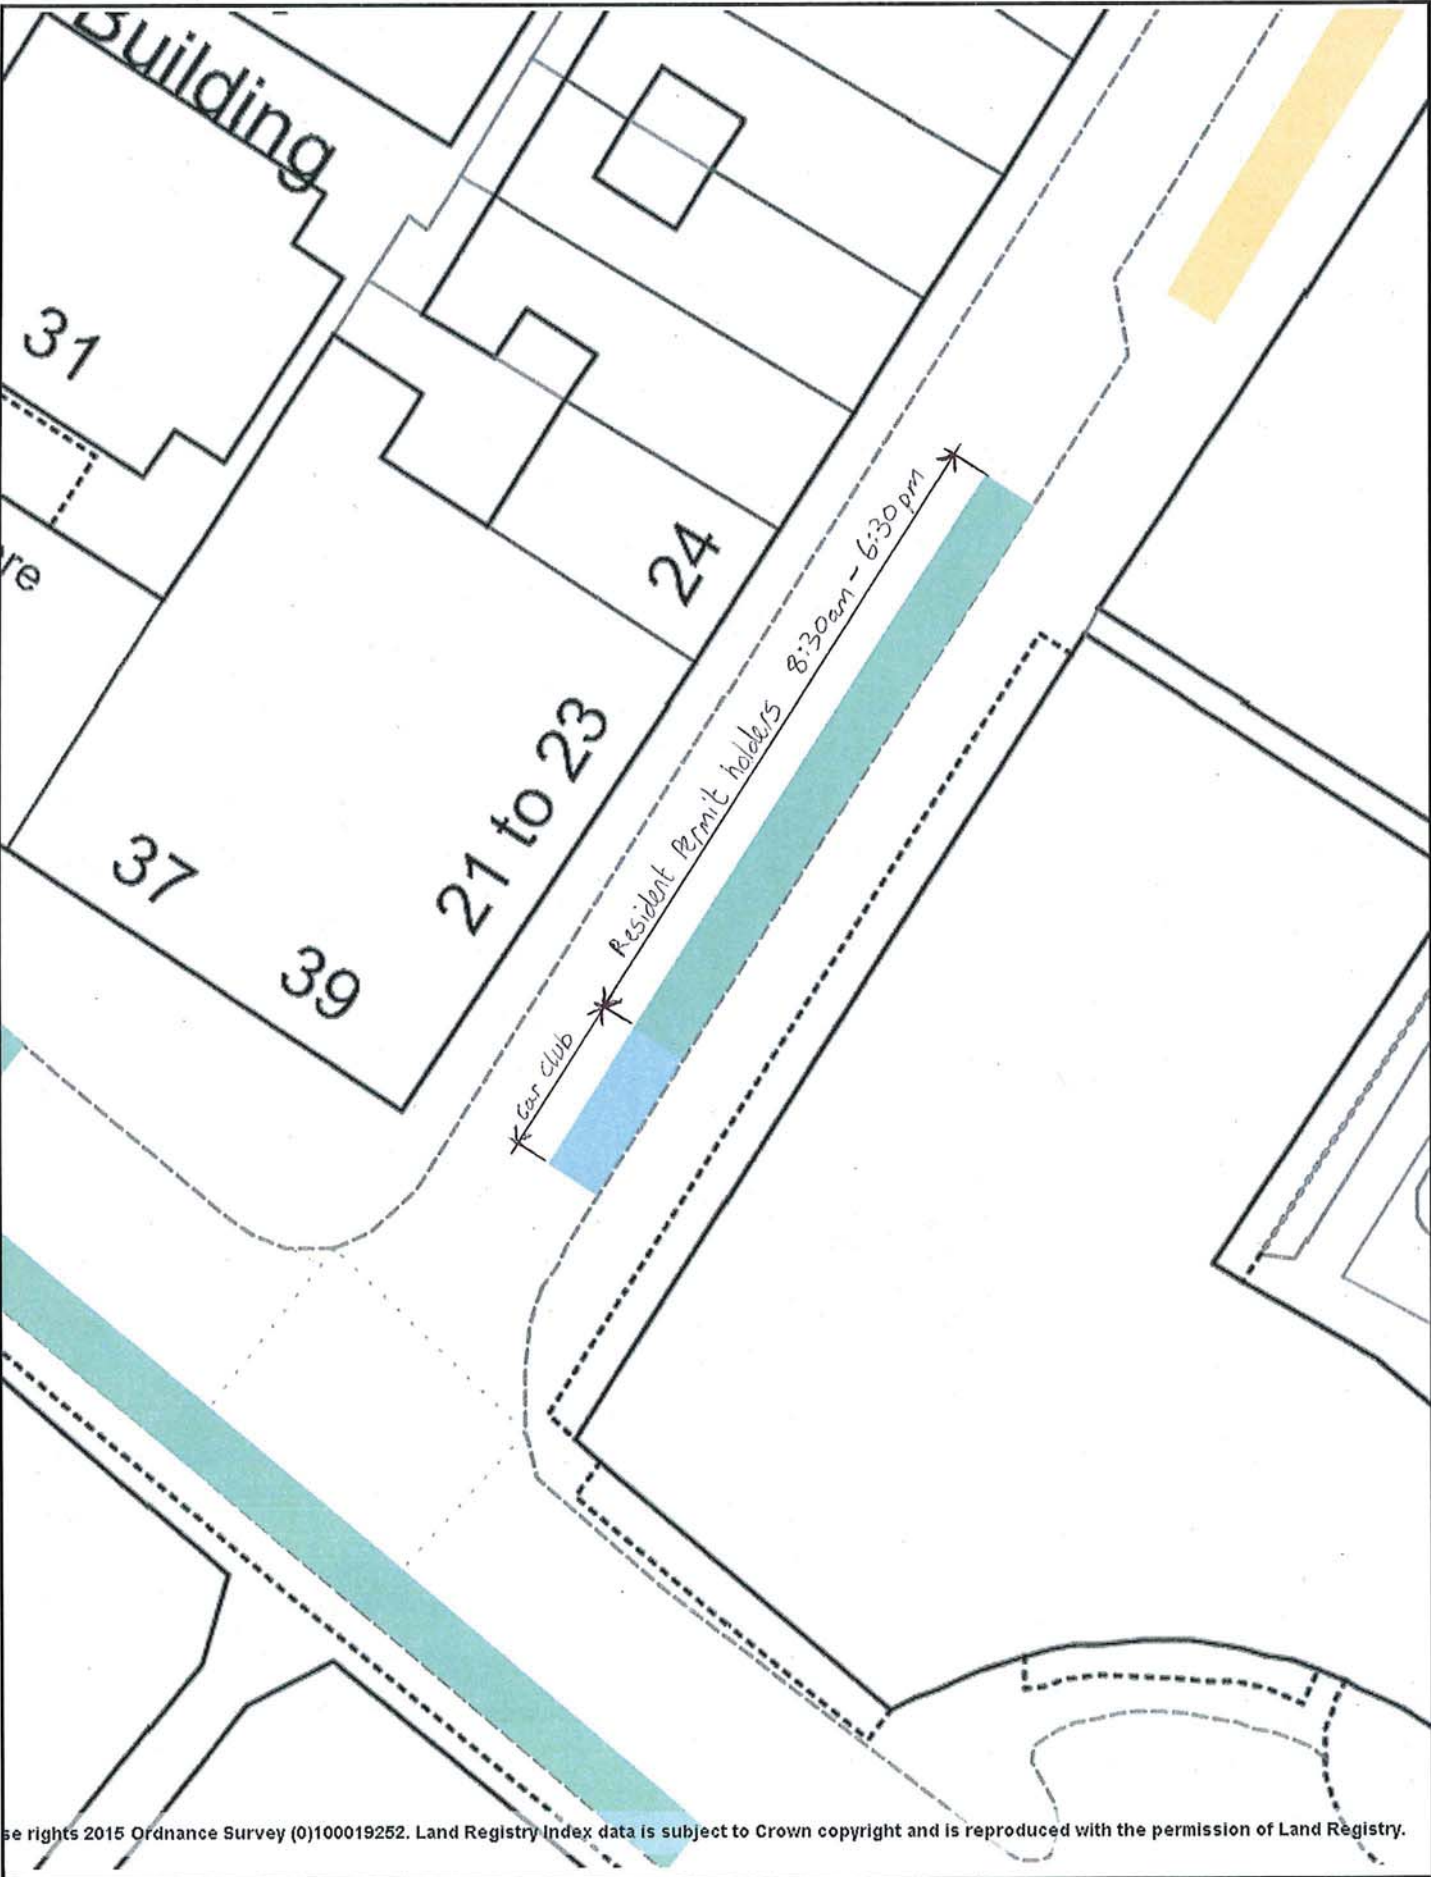 Building
31
re
24
Resident Permit holders 8:30am - 6:30pm
21 to 23
37
39
Car Club
se rights 2015 Ordnance Survey (0)100019252. Land Registry Index data is subject to Crown copyright and is reproduced with the permission of Land Registry.